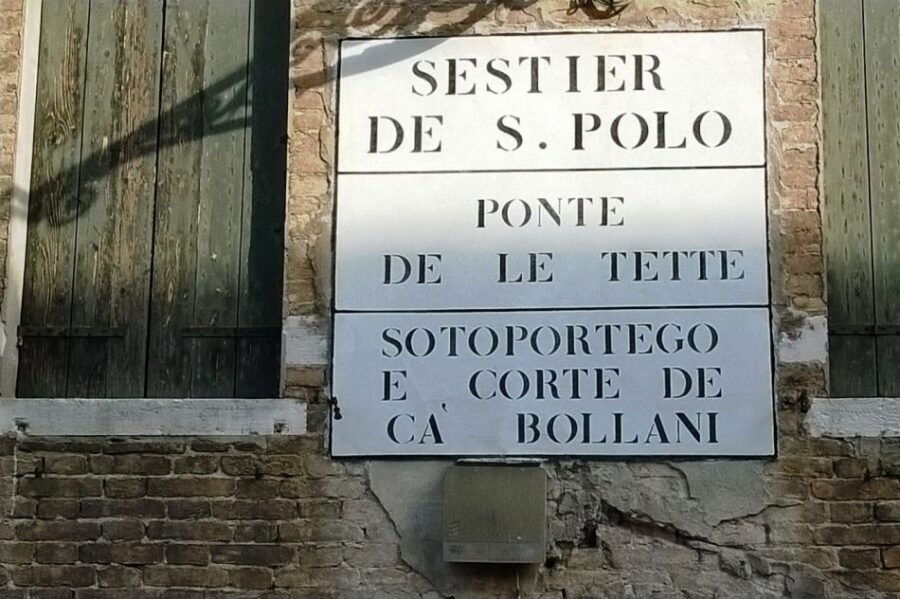 SESTIER
DE S. POLO
PONTE
DE LE TETTE
SOTOPORTEGO
E CORTE DE
CA' BOLLANI